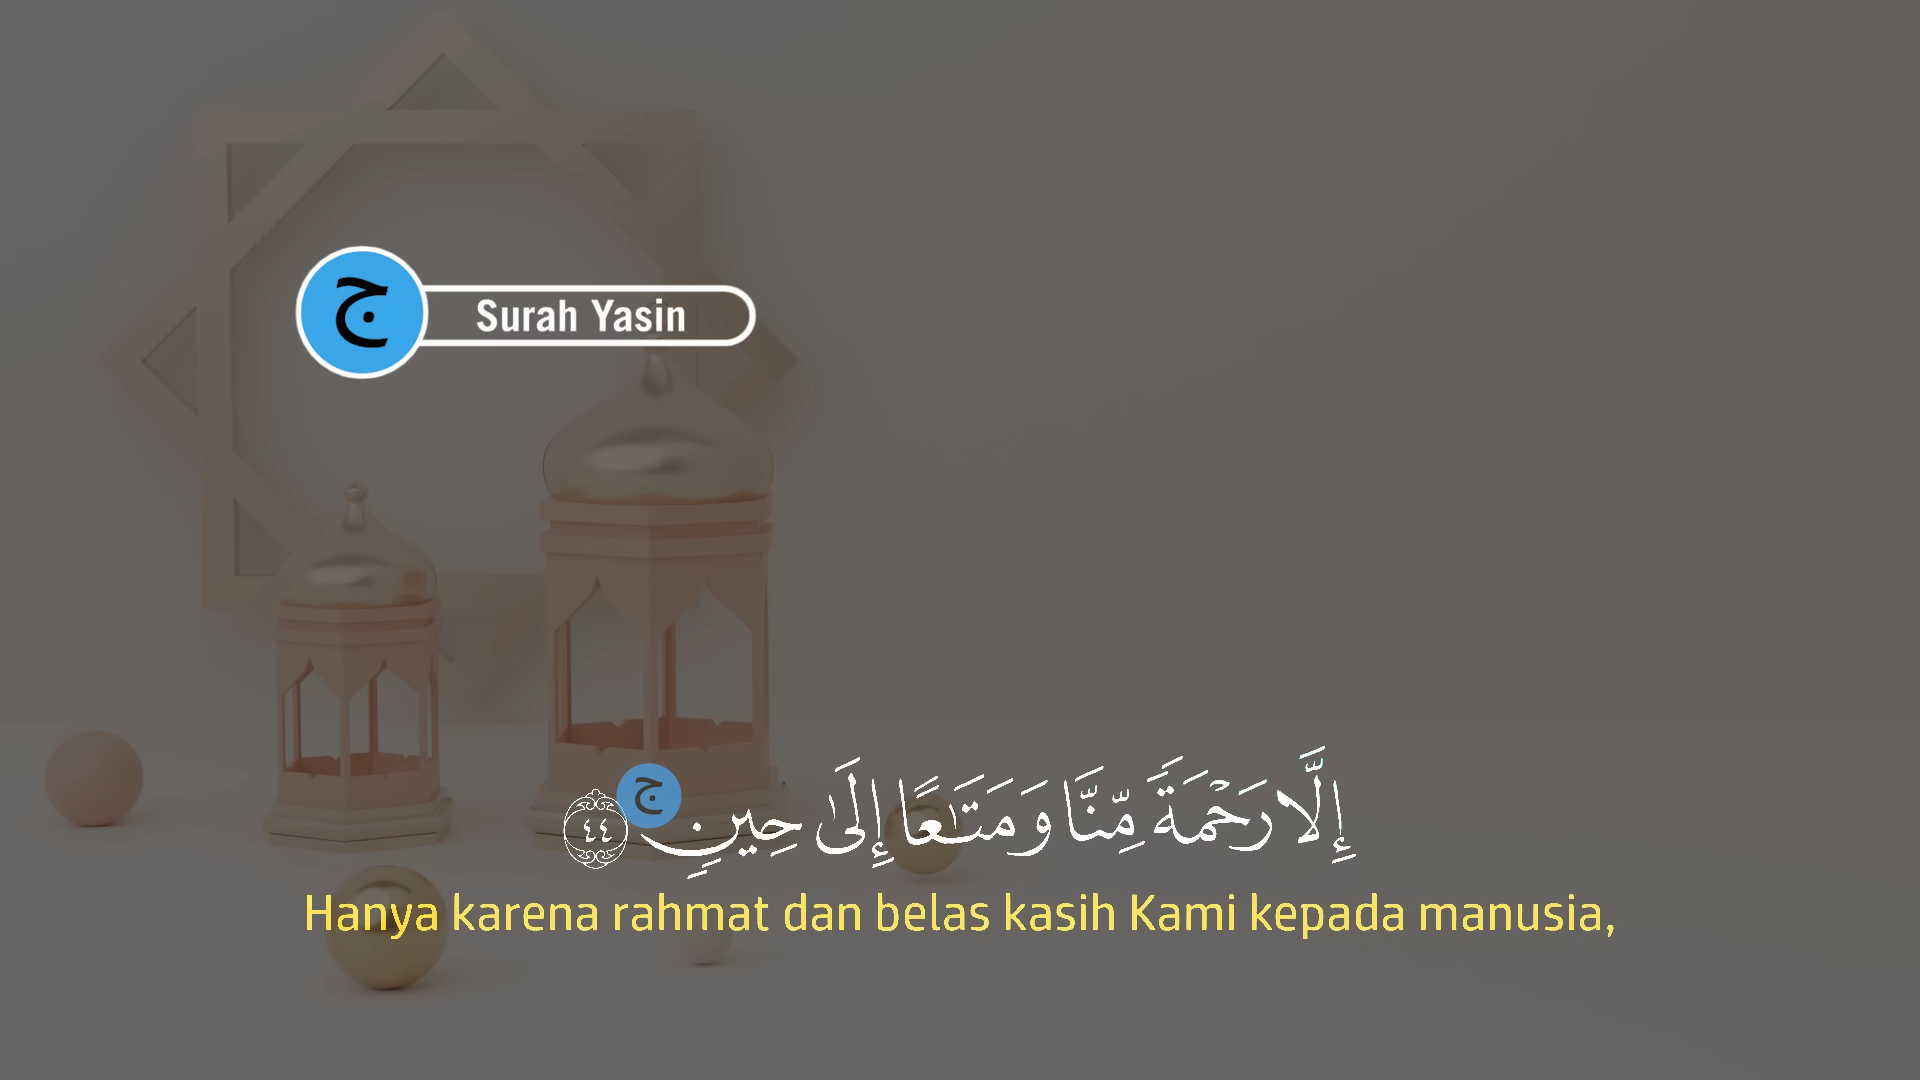 ج
Surah Yasin
إِلَّا رَحْمَةً مِّنَّا وَمَتَـٰعًا إِلَىٰ حِينٍ ج ٤٤
Hanya karena rahmat dan belas kasih Kami kepada manusia,